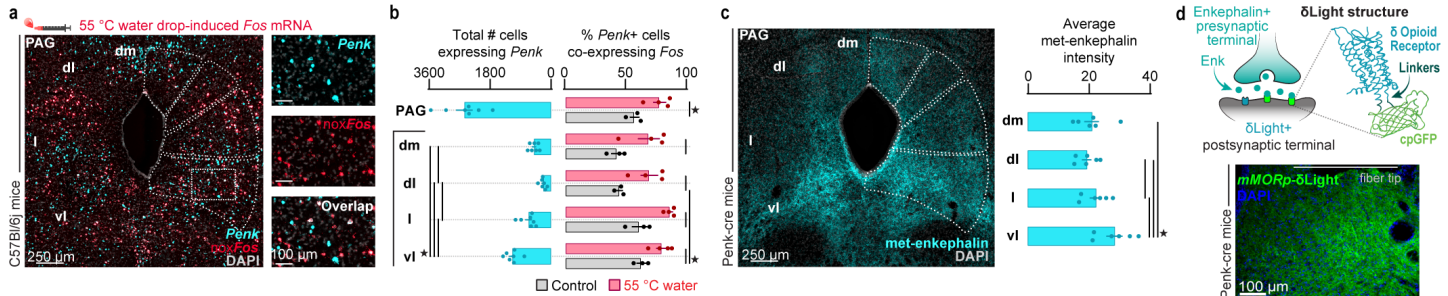 a
55 °C water drop-induced Fos mRNA
C57Bl/6j mice
PAG
dm
dl
l
vl
250 µm
Penk
noxFos
DAPI
Penk
noxFos
Overlap
100 µm
b
Total # cells
expressing Penk
% Penk+ cells
co-expressing Fos
3600 1800 0
0 50 100
PAG
dm
dl
l
vl
★
★
★
Control
55 °C water
c
Penk-cre mice
PAG
dm
dl
l
vl
250 µm
met-enkephalin
DAPI
Average
met-enkephalin
intensity
0 20 40
dm
dl
l
vl
★
d
Enkephalin+
presynaptic
terminal
Enk
δLight+
postsynaptic terminal
δLight structure
δ Opioid
Receptor
Linkers
cpGFP
Penk-cre mice
mMORp-δLight
DAPI
fiber tip
100 µm